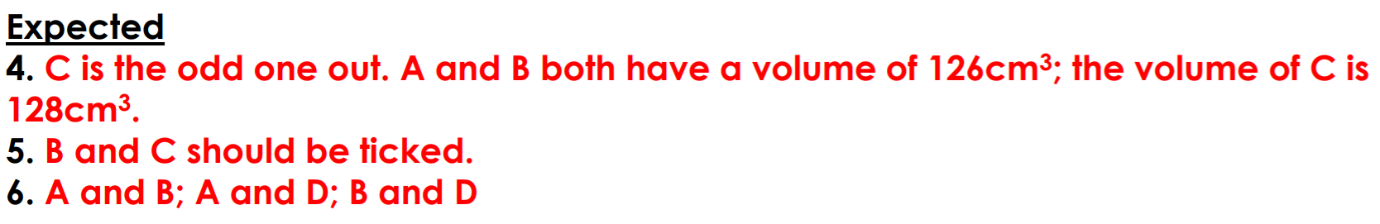 Expected
4. C is the odd one out. A and B both have a volume of 126cm³; the volume of C is
128cm³.
5. B and C should be ticked.
6. A and B; A and D; B and D